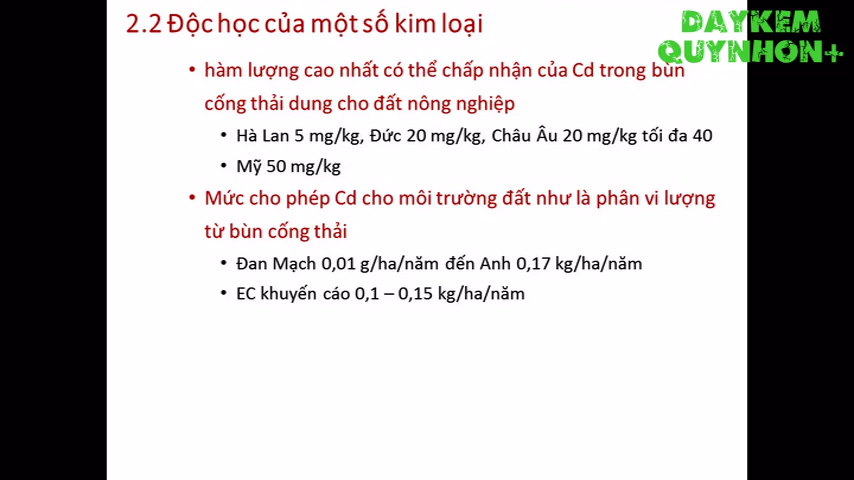 2.2 Độc học của một số kim loại
DAYKEM
QUYNHON+
• hàm lượng cao nhất có thể chấp nhận của Cd trong bùn
cống thải dung cho đất nông nghiệp
• Hà Lan 5 mg/kg, Đức 20 mg/kg, Châu Âu 20 mg/kg tối đa 40
• Mỹ 50 mg/kg
• Mức cho phép Cd cho môi trường đất như là phân vi lượng
từ bùn cống thải
• Đan Mạch 0,01 g/ha/năm đến Anh 0,17 kg/ha/năm
• EC khuyến cáo 0,1 – 0,15 kg/ha/năm